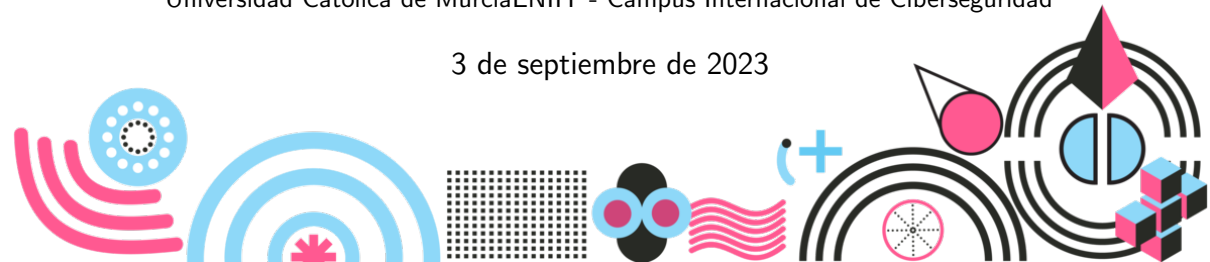 Universidad Católica de MurciaENIIT - Campus Internacional de Ciberseguridad
3 de septiembre de 2023